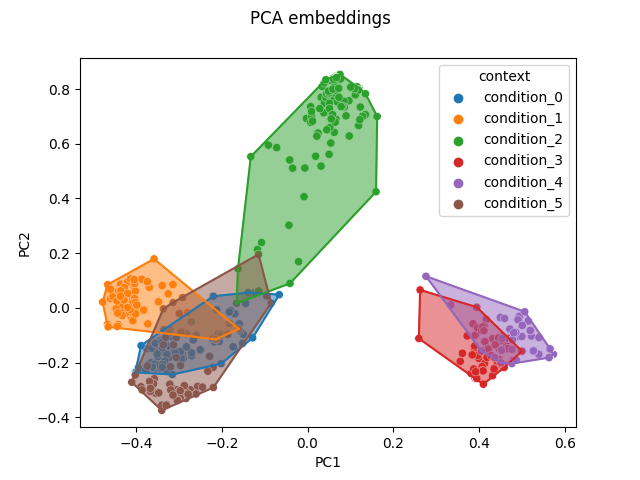 PCA embeddings
context
condition_0
condition_1
condition_2
condition_3
condition_4
condition_5
PC2
0.8
0.6
0.4
0.2
0.0
−0.2
−0.4
−0.4
−0.2
0.0
0.2
0.4
0.6
PC1